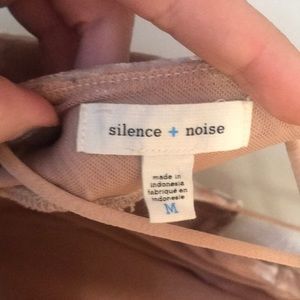 silence + noise
made in
indonesia
fabriqué en
indonésie
M